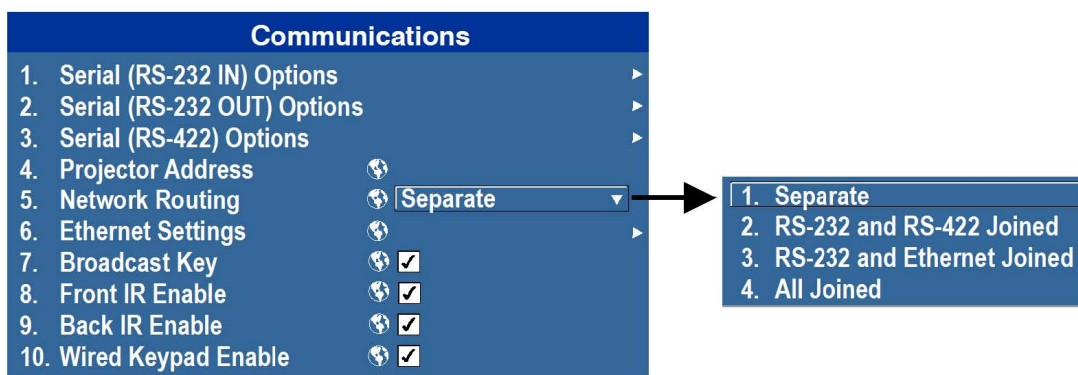 Communications
1. Serial (RS-232 IN) Options
2. Serial (RS-232 OUT) Options
3. Serial (RS-422) Options
4. Projector Address
5. Network Routing Separate
6. Ethernet Settings
7. Broadcast Key
8. Front IR Enable
9. Back IR Enable
10. Wired Keypad Enable
1. Separate
2. RS-232 and RS-422 Joined
3. RS-232 and Ethernet Joined
4. All Joined